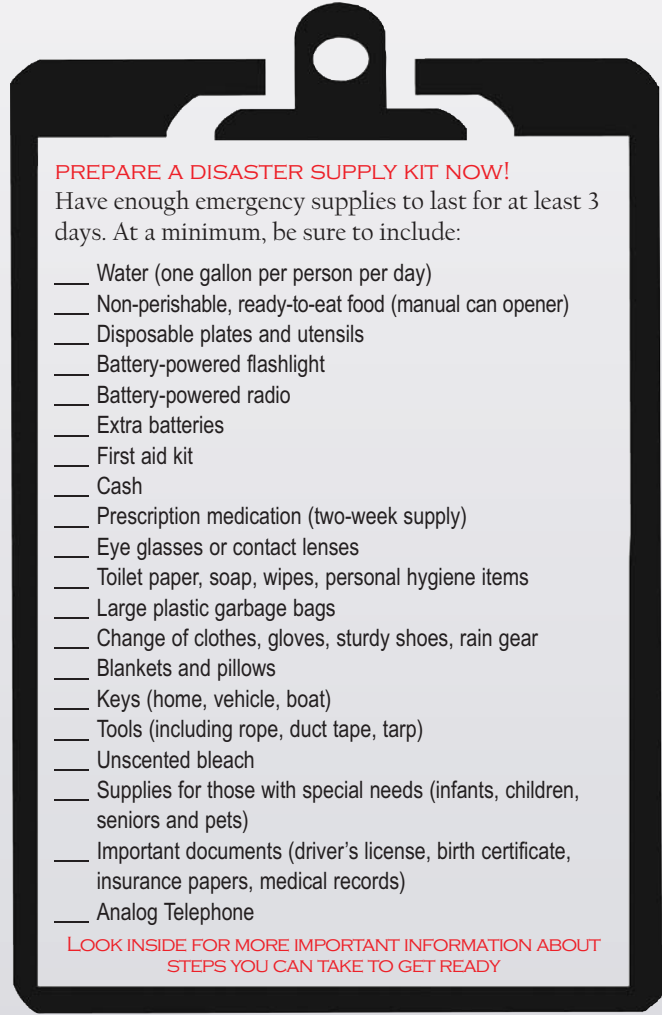 PREPARE A DISASTER SUPPLY KIT NOW!
Have enough emergency supplies to last for at least 3
days. At a minimum, be sure to include:
___ Water (one gallon per person per day)
___ Non-perishable, ready-to-eat food (manual can opener)
___ Disposable plates and utensils
___ Battery-powered flashlight
___ Battery-powered radio
___ Extra batteries
___ First aid kit
___ Cash
___ Prescription medication (two-week supply)
___ Eye glasses or contact lenses
___ Toilet paper, soap, wipes, personal hygiene items
___ Large plastic garbage bags
___ Change of clothes, gloves, sturdy shoes, rain gear
___ Blankets and pillows
___ Keys (home, vehicle, boat)
___ Tools (including rope, duct tape, tarp)
___ Unscented bleach
___ Supplies for those with special needs (infants, children,
seniors and pets)
___ Important documents (driver’s license, birth certificate,
insurance papers, medical records)
___ Analog Telephone
LOOK INSIDE FOR MORE IMPORTANT INFORMATION ABOUT
STEPS YOU CAN TAKE TO GET READY